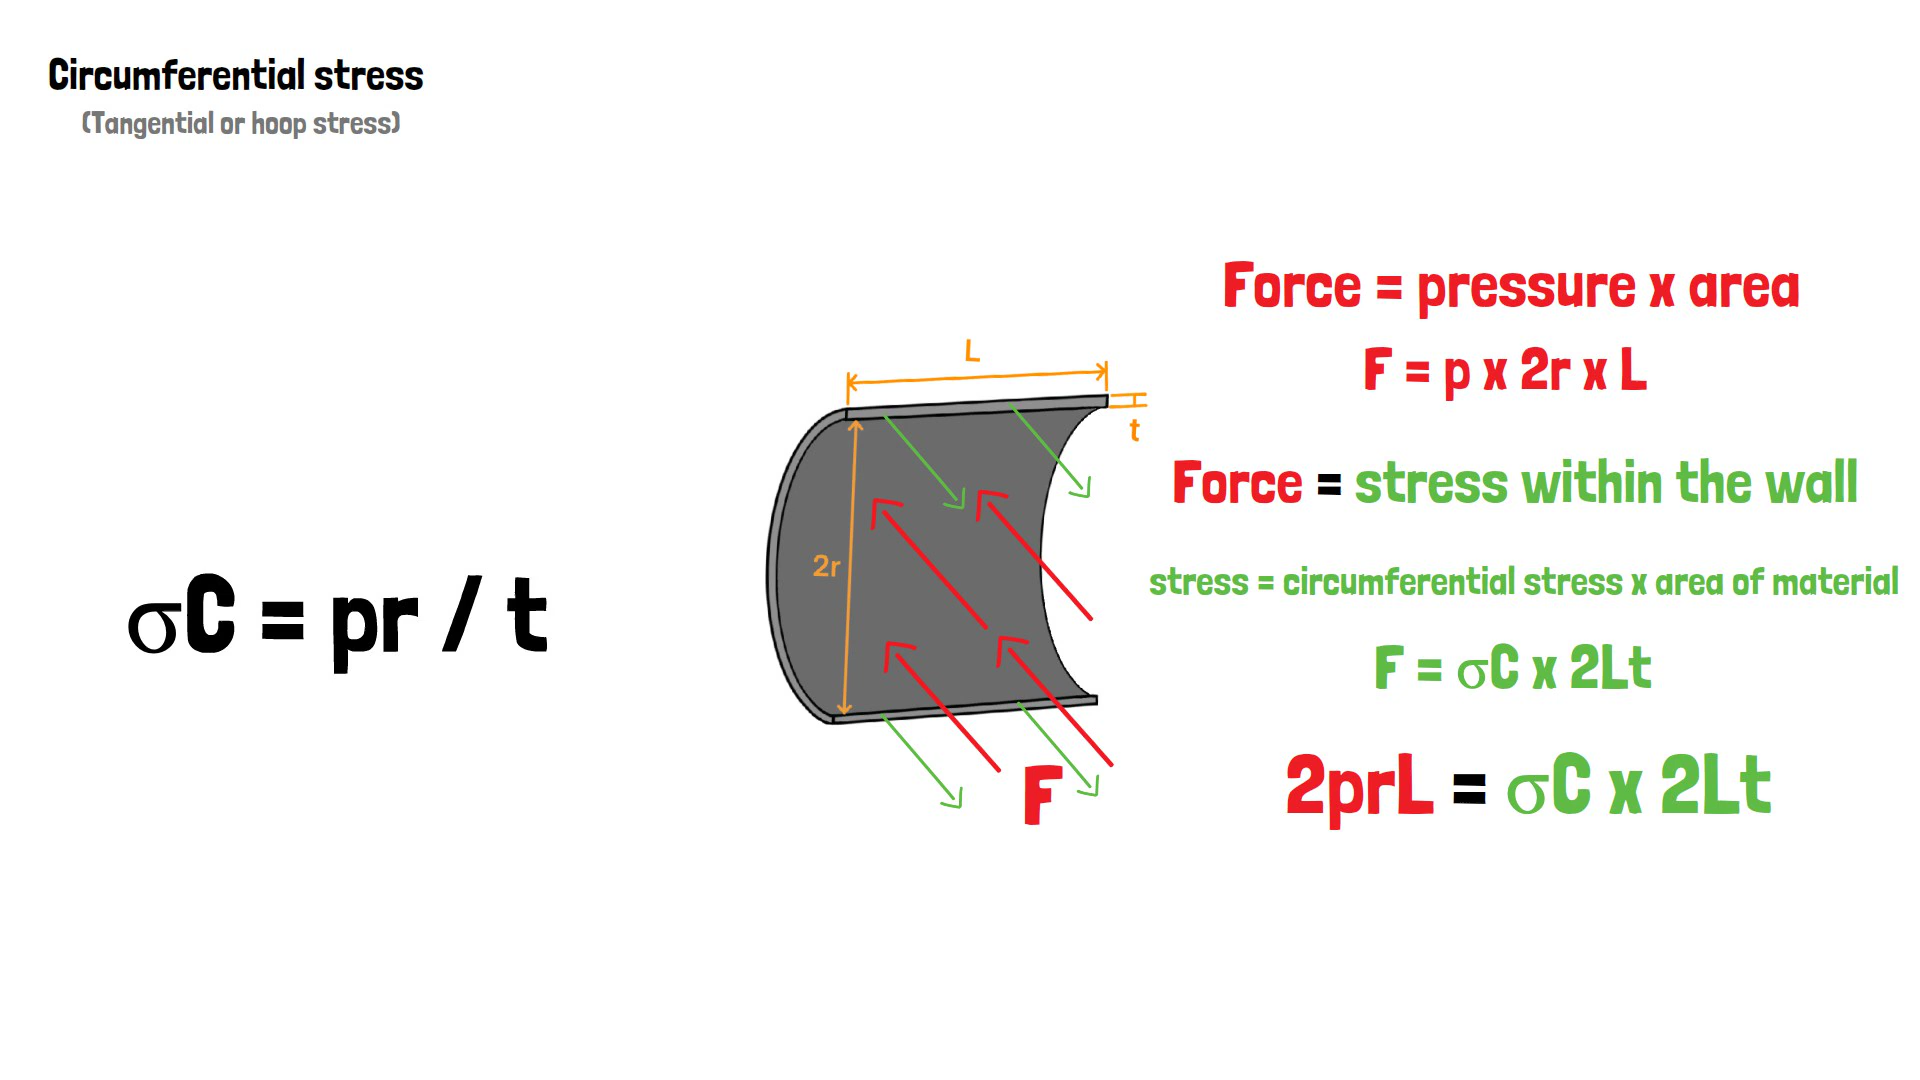 Circumferential stress
(Tangential or hoop stress)
σC = pr / t
L
t
2r
F
Force = pressure x area
F = p x 2r x L
Force = stress within the wall
stress = circumferential stress x area of material
F = σC x 2Lt
2prL = σC x 2Lt